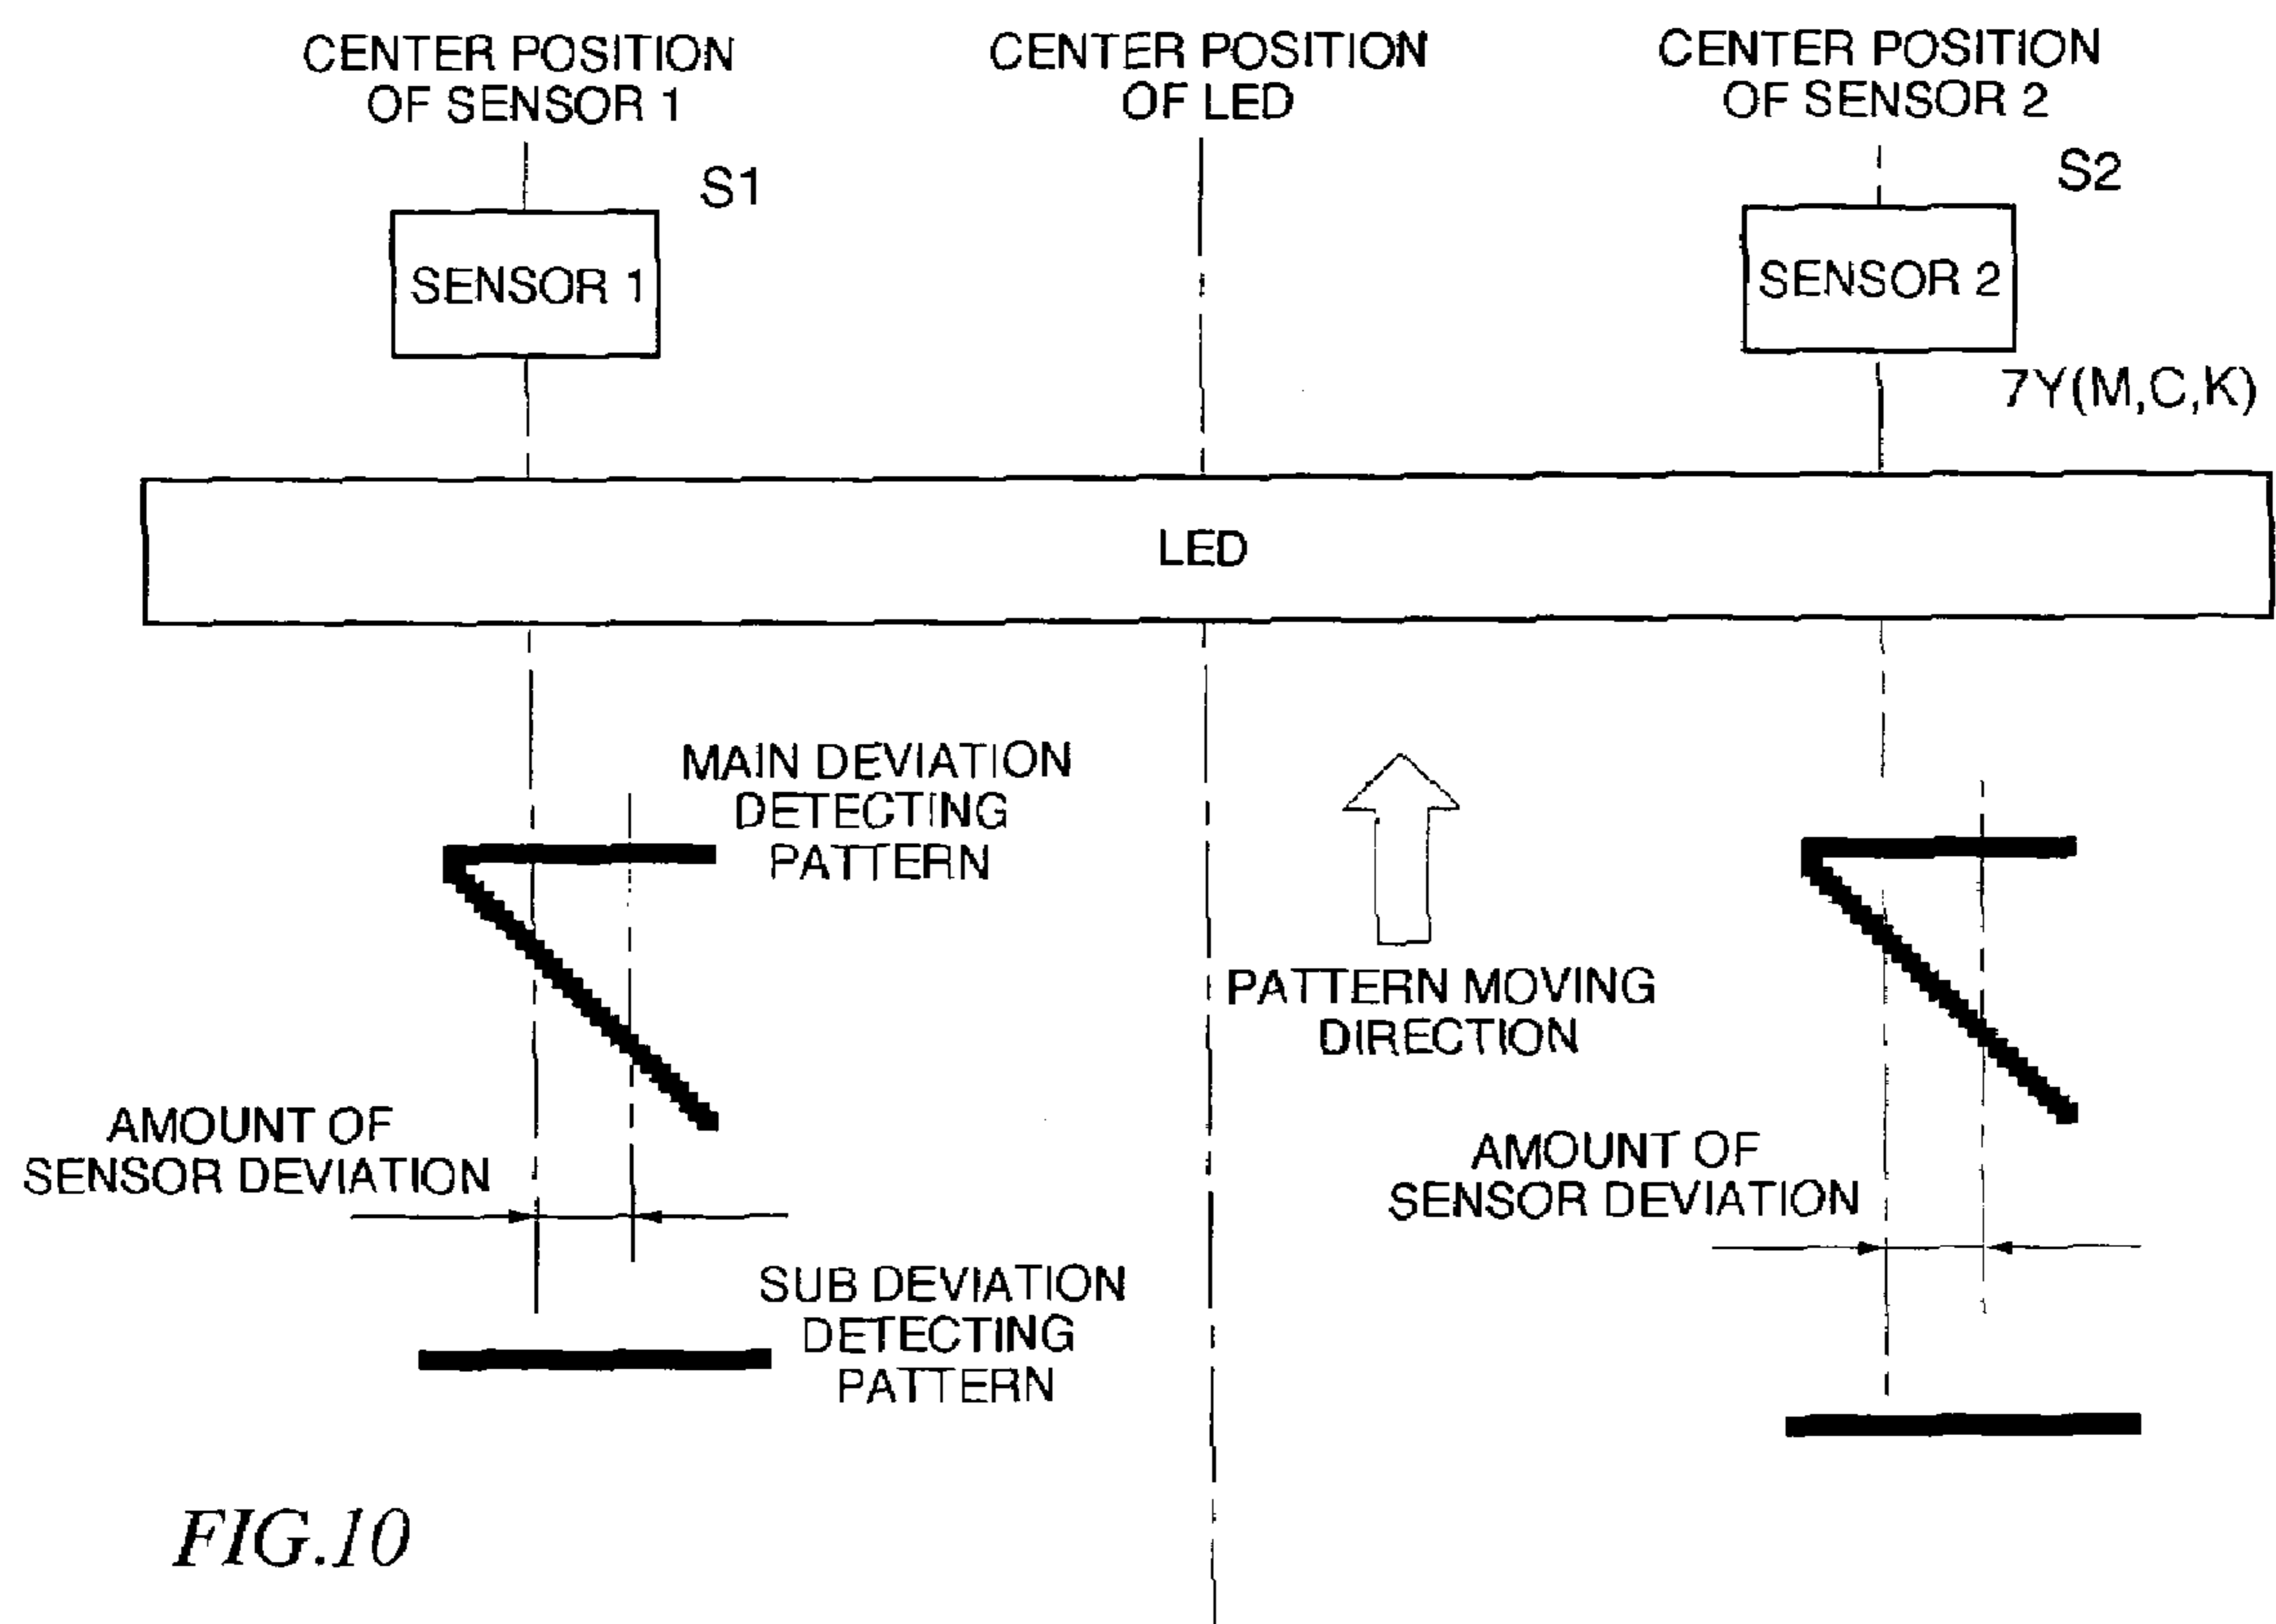 CENTER POSITION
OF SENSOR 1
CENTER POSITION
OF LED
CENTER POSITION
OF SENSOR 2
S1
S2
SENSOR 1
SENSOR 2
7Y(M,C,K)
LED
MAIN DEVIATION
DETECTING
PATTERN
PATTERN MOVING
DIRECTION
AMOUNT OF
SENSOR DEVIATION
AMOUNT OF
SENSOR DEVIATION
SUB DEVIATION
DETECTING
PATTERN
FIG.10